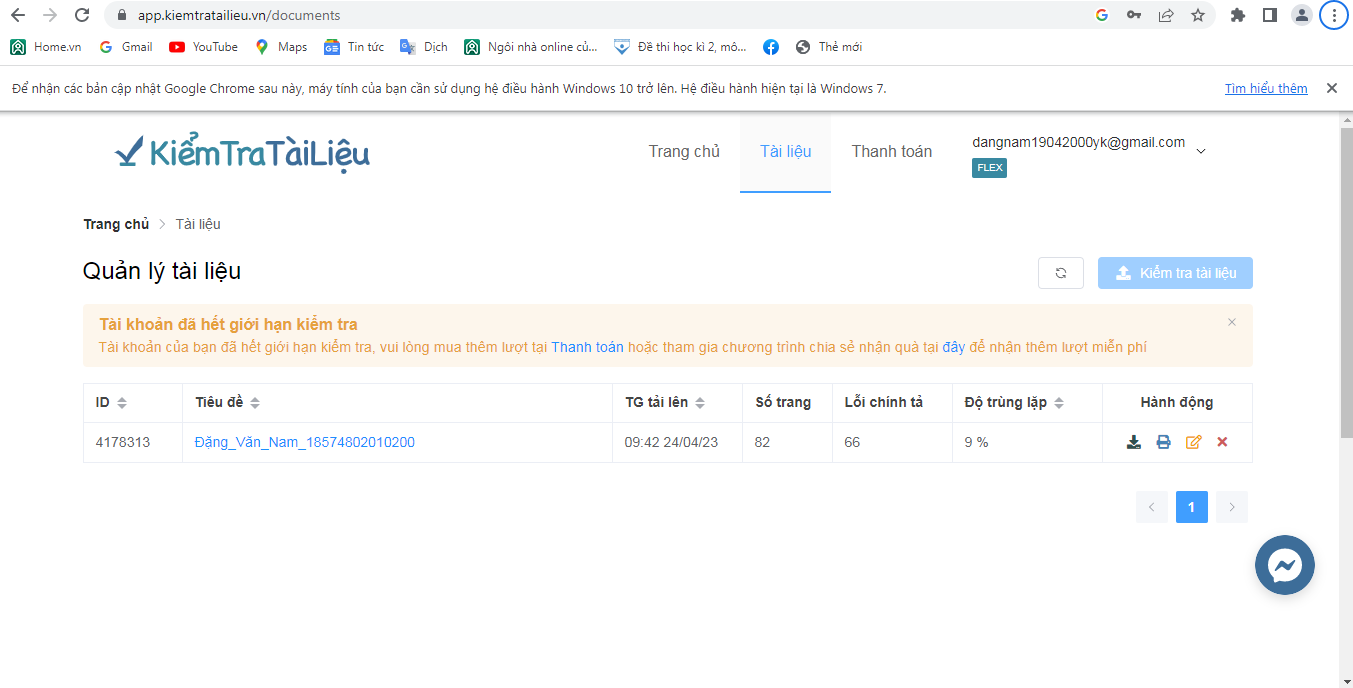 app.kiemtratailieu.vn/documents
Home.vn Gmail YouTube Maps Tin tức Dịch Ngôi nhà online củ... Đề thi học kì 2, mô... Thẻ mới
Để nhận các bản cập nhật Google Chrome sau này, máy tính của bạn cần sử dụng hệ điều hành Windows 10 trở lên. Hệ điều hành hiện tại là Windows 7. Tìm hiểu thêm
KiểmTraTàiLiệu Trang chủ Tài liệu Thanh toán dangnam19042000yk@gmail.com
FLEX
Trang chủ > Tài liệu
Quản lý tài liệu Kiểm tra tài liệu
Tài khoản đã hết giới hạn kiểm tra
Tài khoản của bạn đã hết giới hạn kiểm tra, vui lòng mua thêm lượt tại Thanh toán hoặc tham gia chương trình chia sẻ nhận quà tại đây để nhận thêm lượt miễn phí
ID Tiêu đề TG tải lên Số trang Lỗi chính tả Độ trùng lặp Hành động
4178313 Đặng_Văn_Nam_18574802010200 09:42 24/04/23 82 66 9 %
1